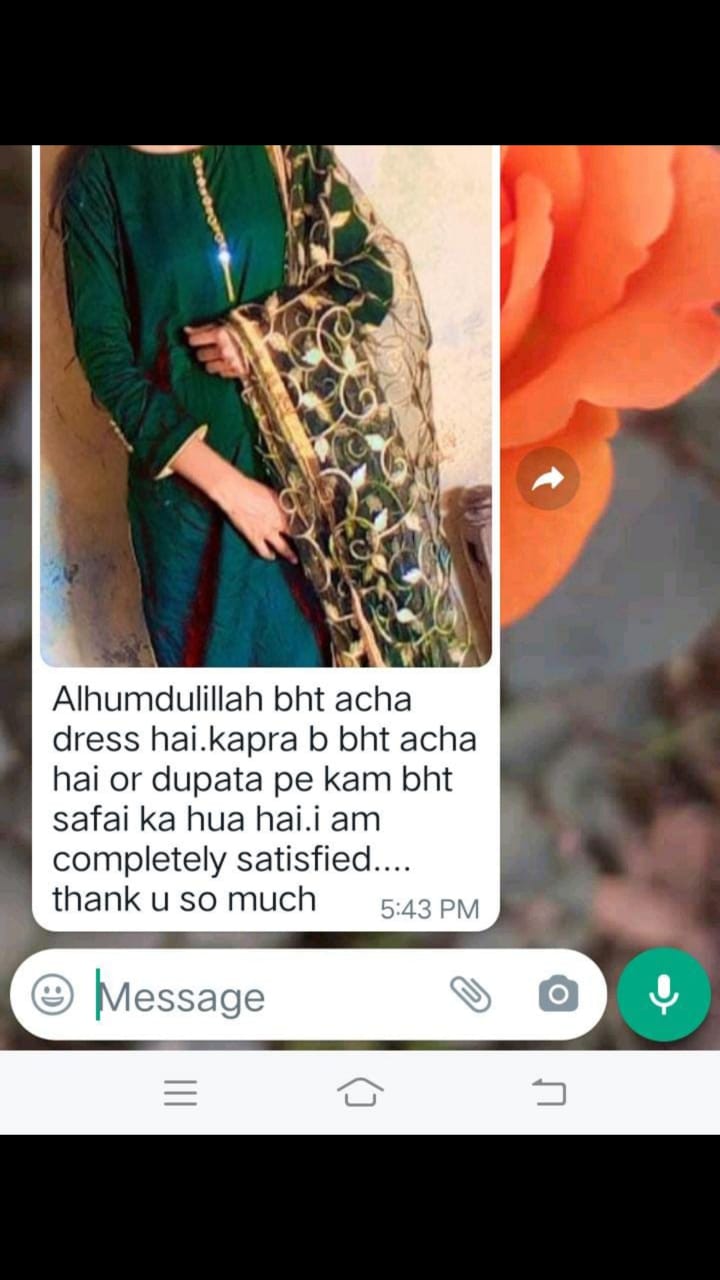 Alhumdulillah bht acha
dress hai.kapra b bht acha
hai or dupata pe kam bht
safai ka hua hai.i am
completely satisfied....
thank u so much
5:43 PM
Message